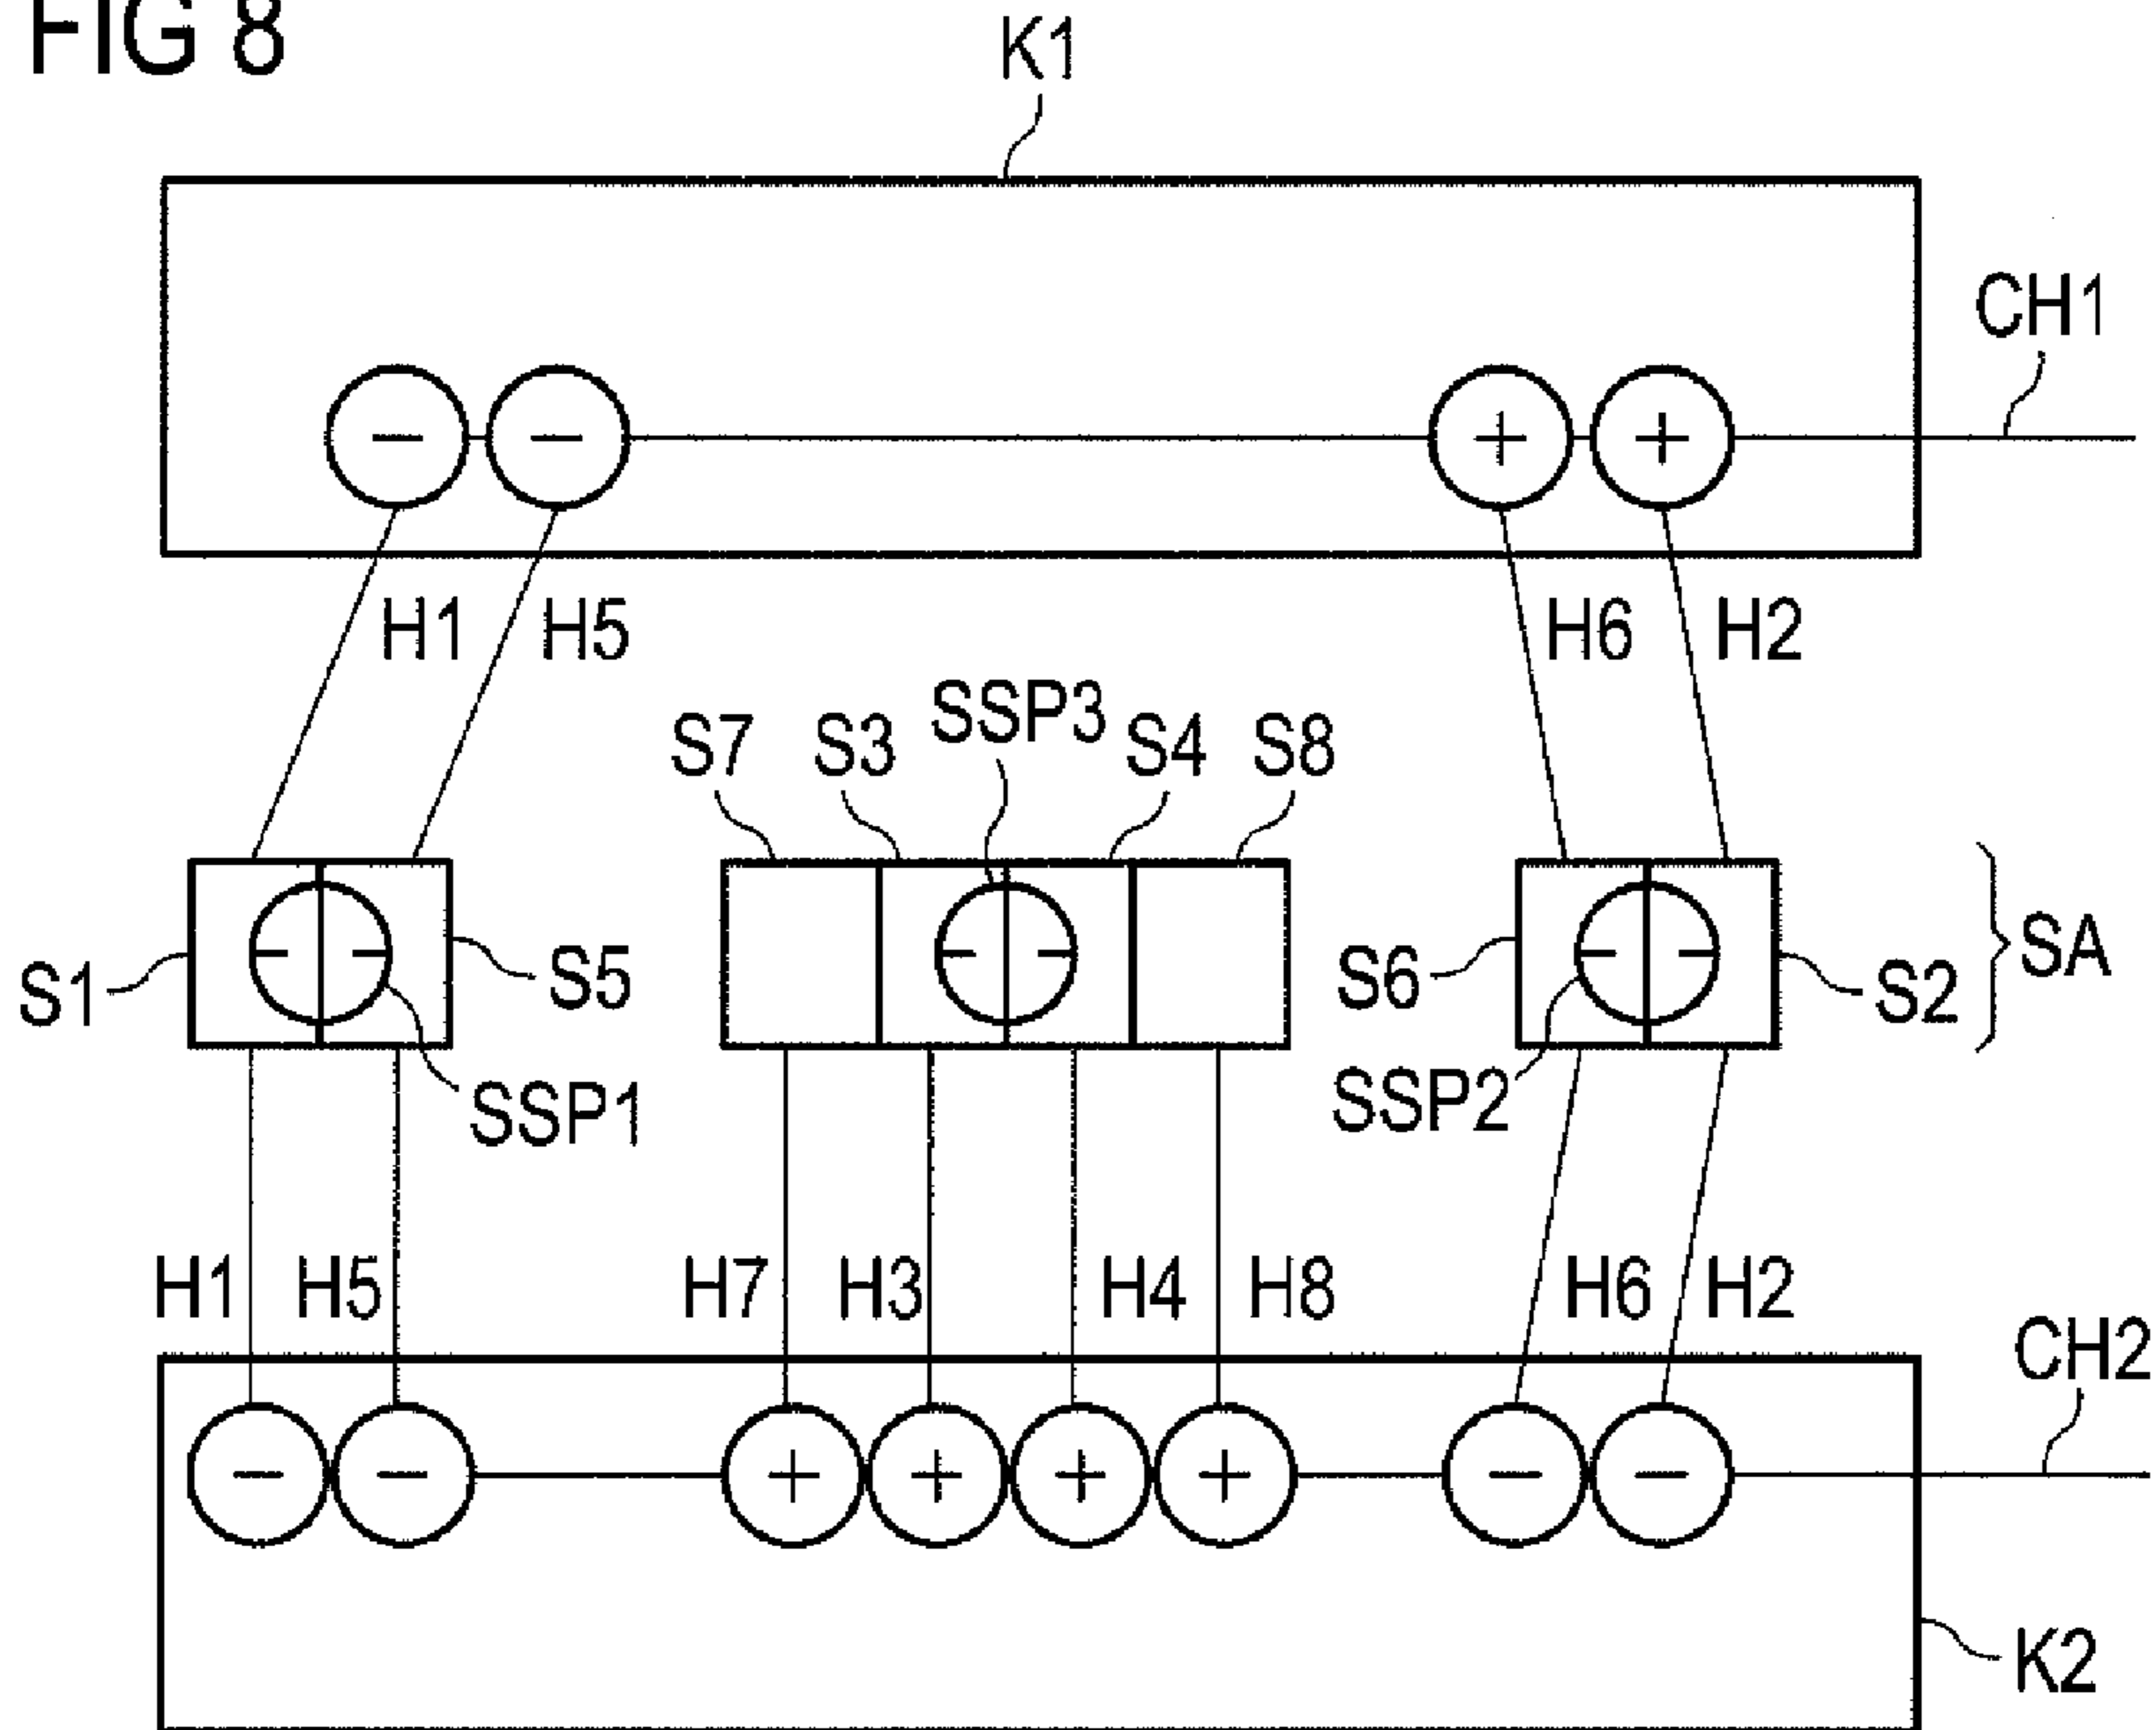 FIG 8
K1
CH1
− − + +
H1 H5 H6 H2
S7 S3 SSP3 S4 S8
S1 S5 S6 S2 SA
SSP1 SSP2
H1 H5 H7 H3 H4 H8 H6 H2
CH2
− − + + + + − −
K2